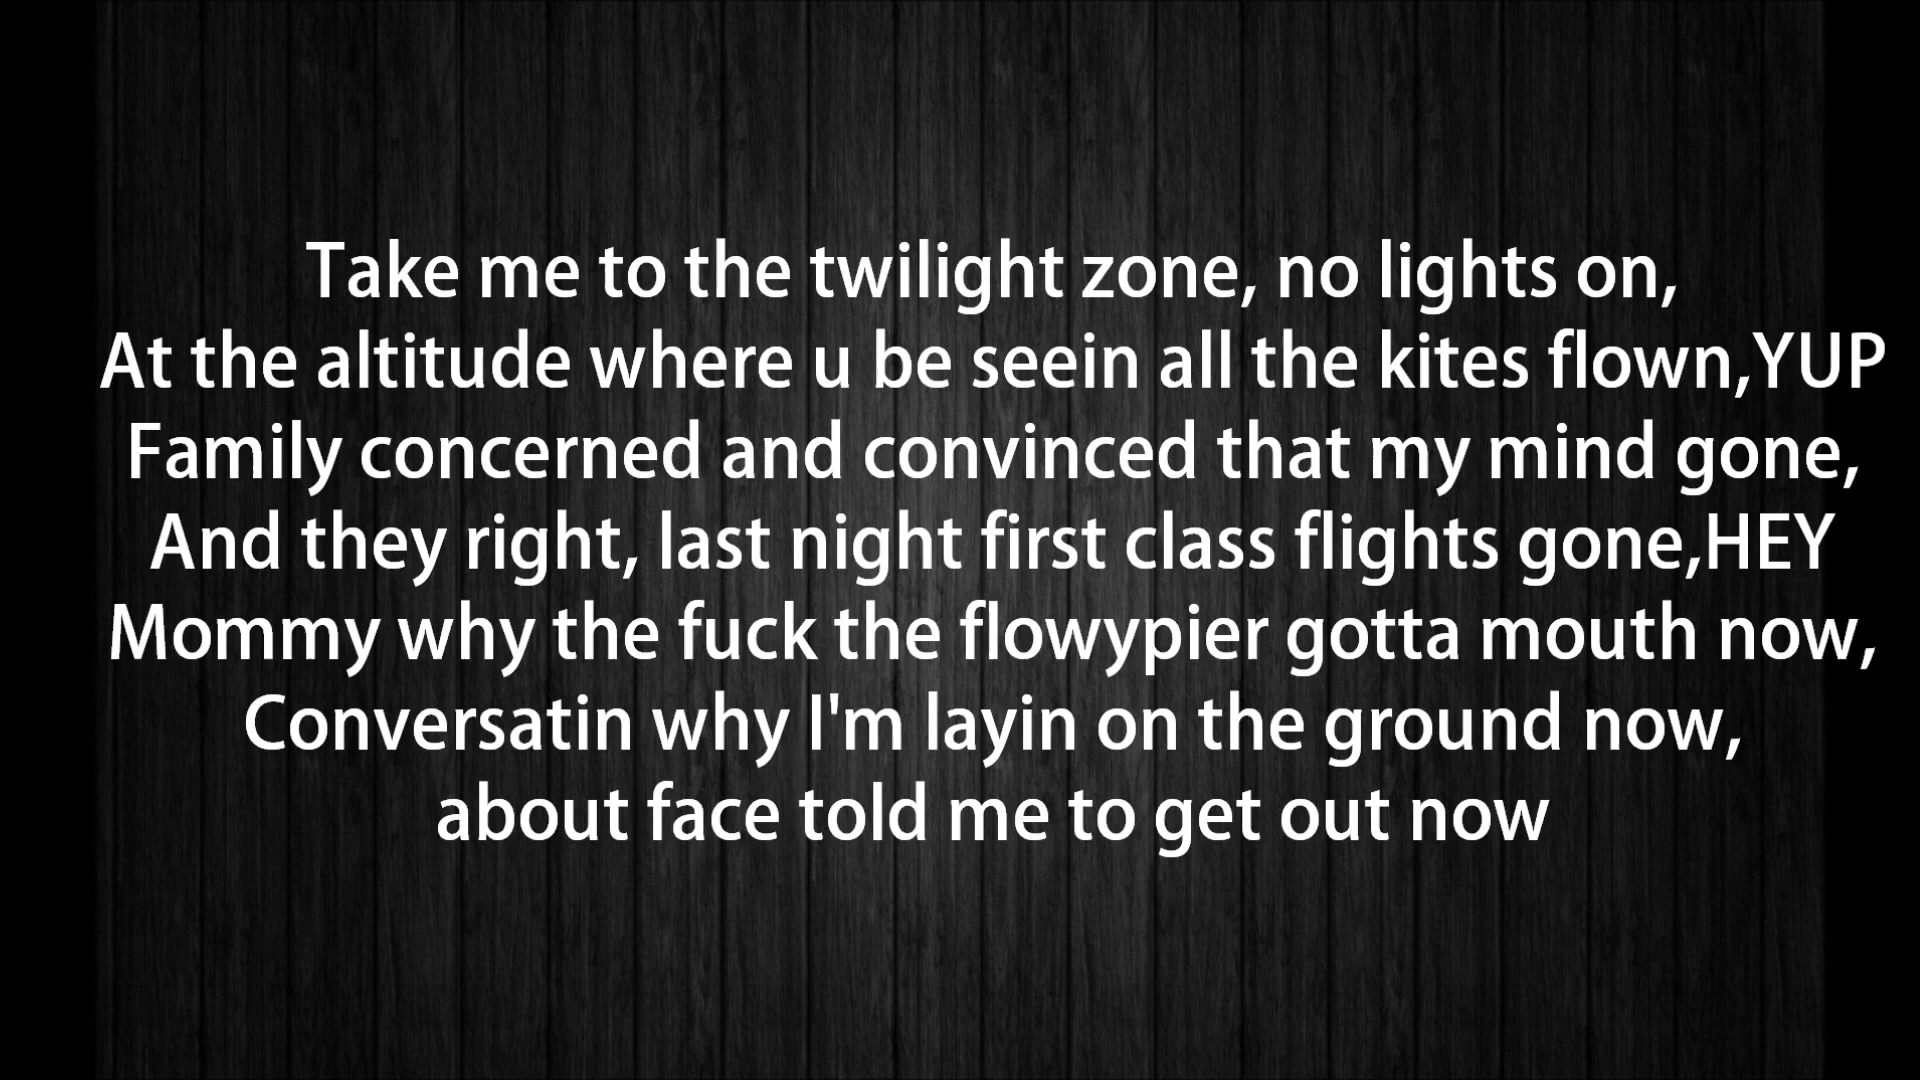 Take me to the twilight zone, no lights on,
At the altitude where u be seein all the kites flown,YUP
Family concerned and convinced that my mind gone,
And they right, last night first class flights gone,HEY
Mommy why the fuck the flowypier gotta mouth now,
Conversatin why I'm layin on the ground now,
about face told me to get out now